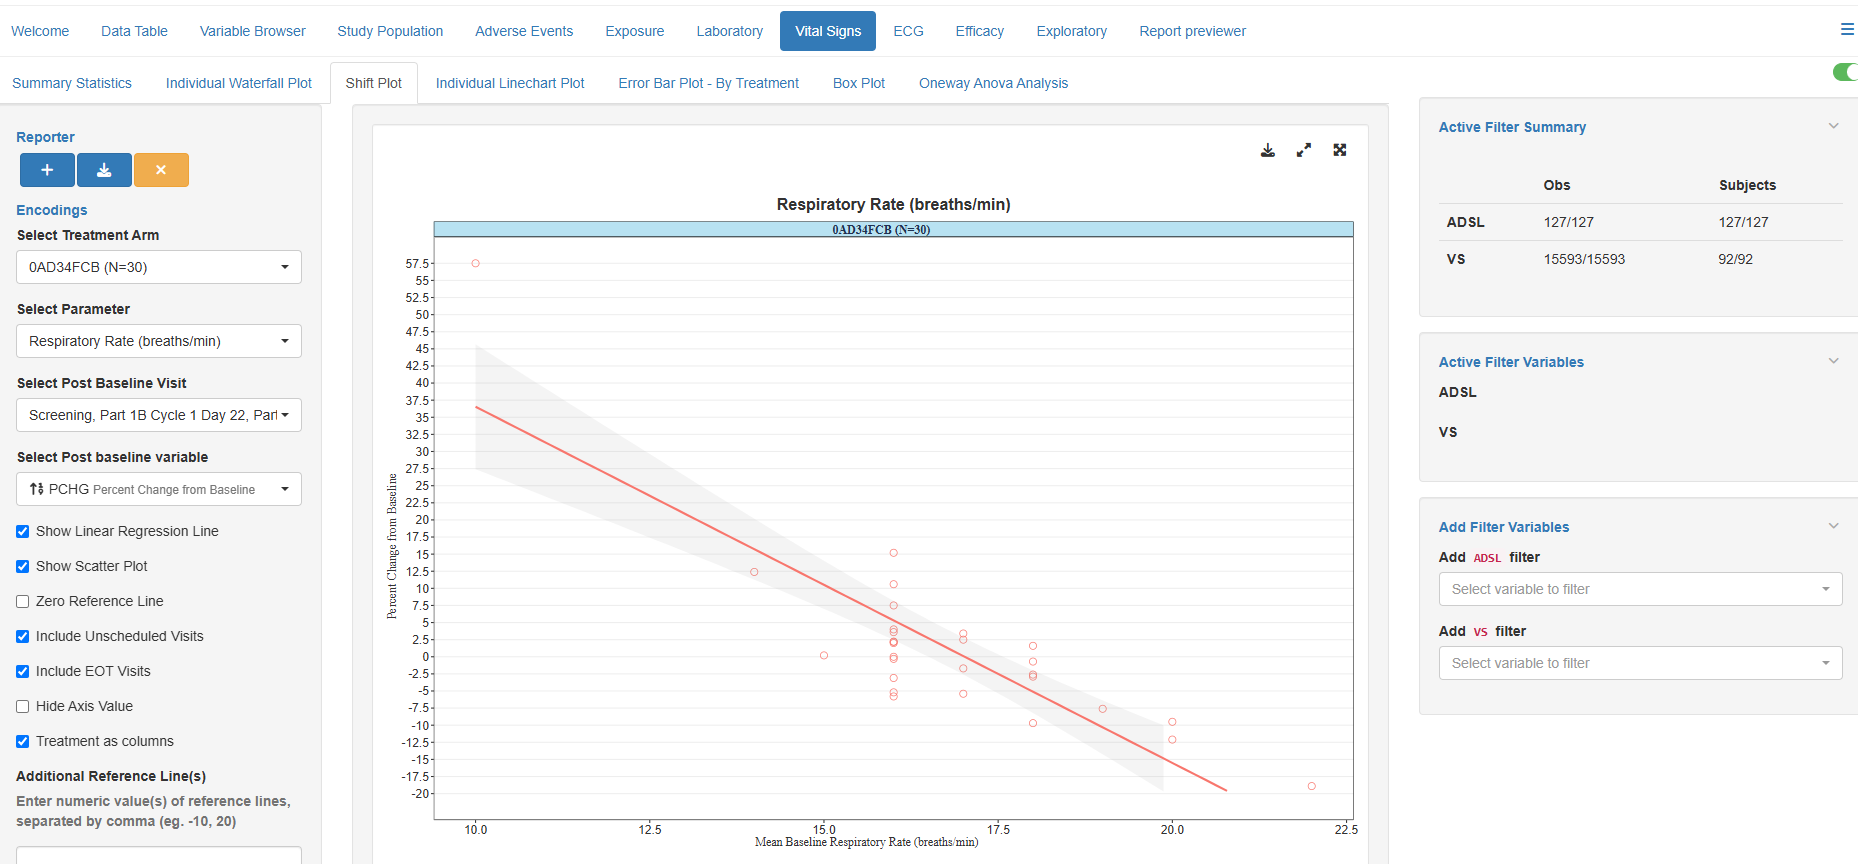 Welcome Data Table Variable Browser Study Population Adverse Events Exposure Laboratory Vital Signs ECG Efficacy Exploratory Report previewer
Summary Statistics Individual Waterfall Plot Shift Plot Individual Linechart Plot Error Bar Plot - By Treatment Box Plot Oneway Anova Analysis
Reporter
Encodings
Select Treatment Arm
0AD34FCB (N=30)
Select Parameter
Respiratory Rate (breaths/min)
Select Post Baseline Visit
Screening, Part 1B Cycle 1 Day 22, Part
Select Post baseline variable
PCHG Percent Change from Baseline
Show Linear Regression Line
Show Scatter Plot
Zero Reference Line
Include Unscheduled Visits
Include EOT Visits
Hide Axis Value
Treatment as columns
Additional Reference Line(s)
Enter numeric value(s) of reference lines,
separated by comma (eg. -10, 20)
Respiratory Rate (breaths/min)
0AD34FCB (N=30)
Percent Change from Baseline
57.5
55
52.5
50
47.5
45
42.5
40
37.5
35
32.5
30
27.5
25
22.5
20
17.5
15
12.5
10
7.5
5
2.5
0
-2.5
-5
-7.5
-10
-12.5
-15
-17.5
-20
10.0 12.5 15.0 17.5 20.0 22.5
Mean Baseline Respiratory Rate (breaths/min)
Active Filter Summary
Obs Subjects
ADSL 127/127 127/127
VS 15593/15593 92/92
Active Filter Variables
ADSL
VS
Add Filter Variables
Add ADSL filter
Select variable to filter
Add VS filter
Select variable to filter